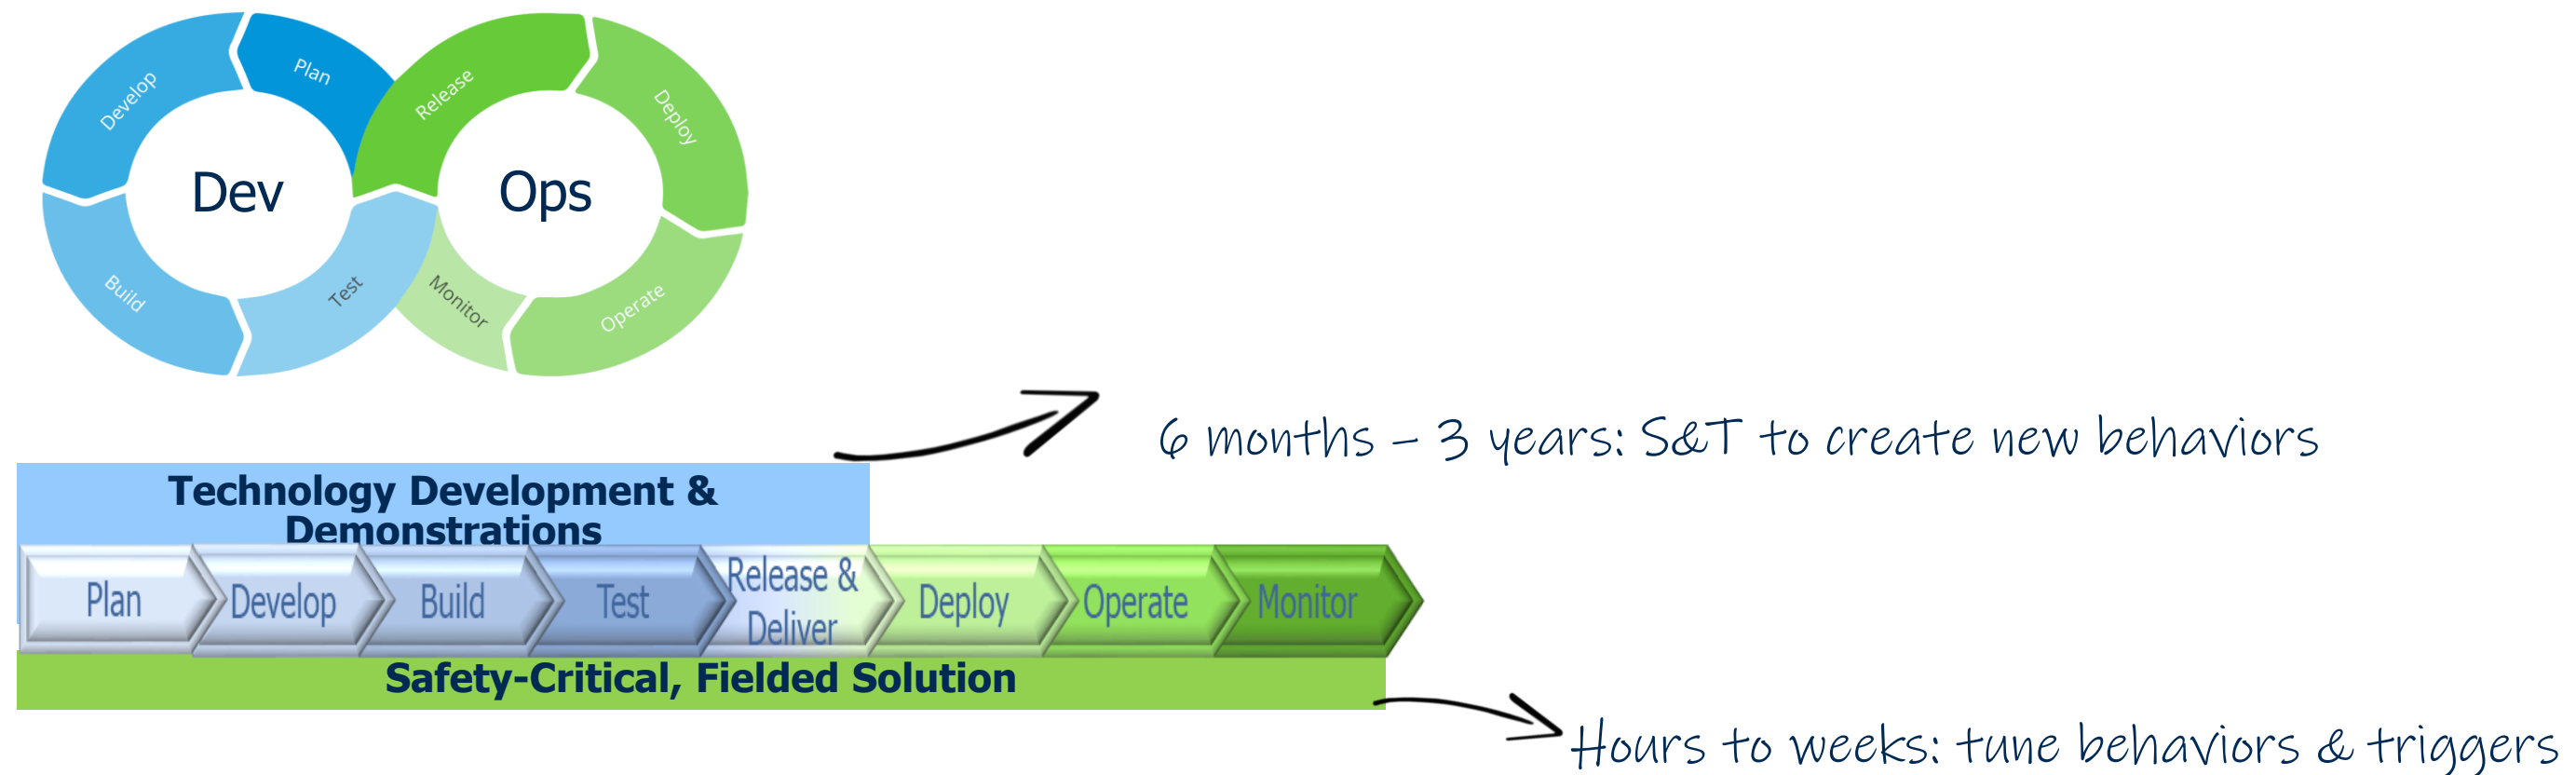 Plan
Develop
Release
Deploy
Dev
Ops
Build
Test
Monitor
Operate
6 months – 3 years: S&T to create new behaviors
Technology Development &
Demonstrations
Plan
Develop
Build
Test
Release &
Deliver
Deploy
Operate
Monitor
Safety-Critical, Fielded Solution
Hours to weeks: tune behaviors & triggers